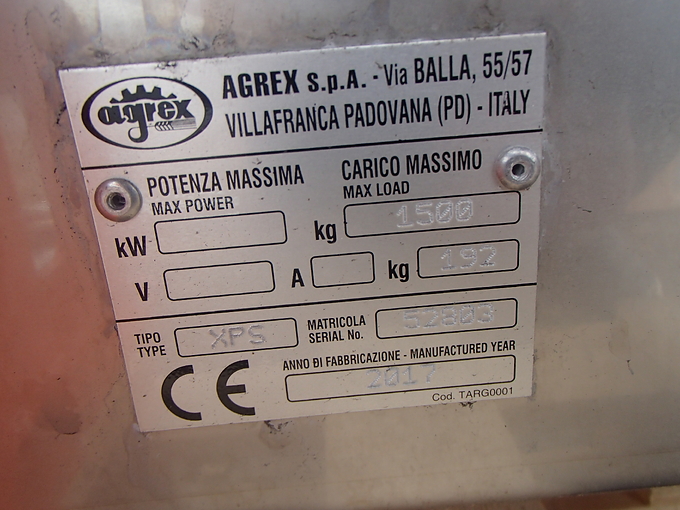 agrex
AGREX S.p.A. - Via BALLA, 55/57
VILLAFRANCA PADOVANA (PD) - ITALY
POTENZA MASSIMA
MAX POWER
CARICO MASSIMO
MAX LOAD
kW
kg 1500
V
A
kg 192
TIPO
TYPE
XPS
MATRICOLA
SERIAL No.
52803
ANNO ĐI FABBRICAZIONE - MANUFACTURED YEAR
2017
CE
Cod. TARG0001